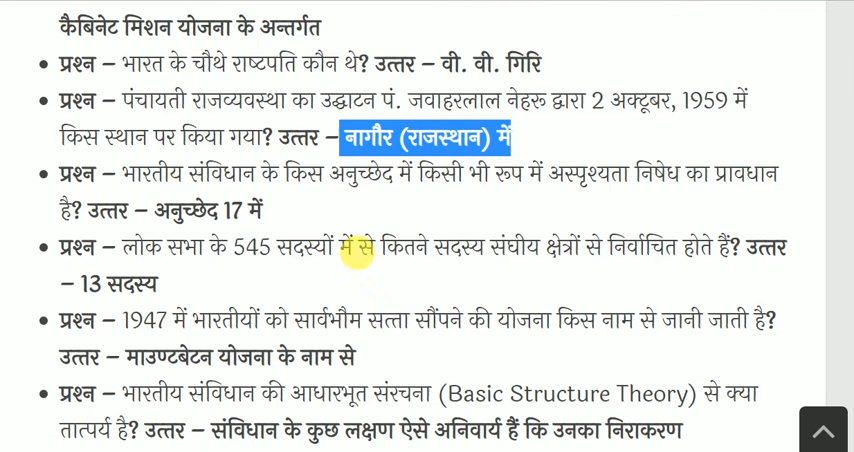 कैबिनेट मिशन योजना के अन्तर्गत
प्रश्न – भारत के चौथे राष्टपति कौन थे? उत्तर – वी. वी. गिरि
प्रश्न – पंचायती राजव्यवस्था का उद्घाटन पं. जवाहरलाल नेहरू द्वारा 2 अक्टूबर, 1959 में
किस स्थान पर किया गया? उत्तर – नागौर (राजस्थान) में
प्रश्न – भारतीय संविधान के किस अनुच्छेद में किसी भी रूप में अस्पृश्यता निषेध का प्रावधान
है? उत्तर – अनुच्छेद 17 में
प्रश्न – लोक सभा के 545 सदस्यों में से कितने सदस्य संघीय क्षेत्रों से निर्वाचित होते हैं? उत्तर
– 13 सदस्य
प्रश्न – 1947 में भारतीयों को सार्वभौम सत्ता सौंपने की योजना किस नाम से जानी जाती है?
उत्तर – माउण्टबेटन योजना के नाम से
प्रश्न – भारतीय संविधान की आधारभूत संरचना (Basic Structure Theory) से क्या
तात्पर्य है? उत्तर – संविधान के कुछ लक्षण ऐसे अनिवार्य हैं कि उनका निराकरण